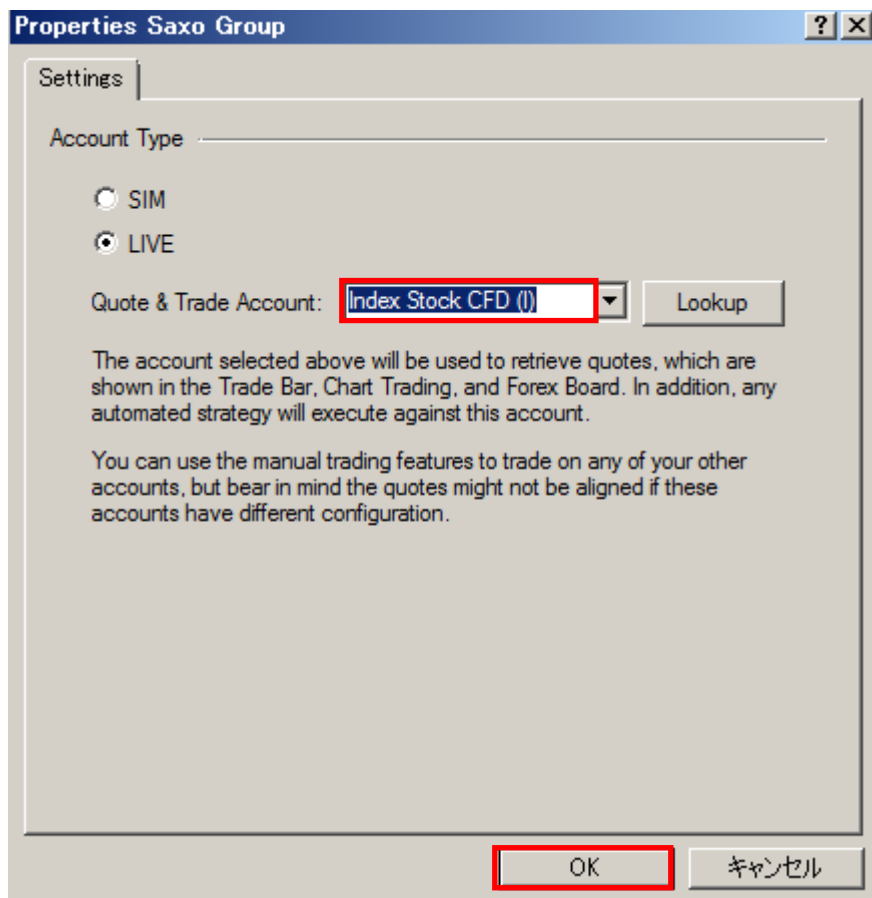 Properties Saxo Group
Settings
Account Type
SIM
LIVE
Quote & Trade Account: Index Stock CFD (I) Lookup
The account selected above will be used to retrieve quotes, which are
shown in the Trade Bar, Chart Trading, and Forex Board. In addition, any
automated strategy will execute against this account.
You can use the manual trading features to trade on any of your other
accounts, but bear in mind the quotes might not be aligned if these
accounts have different configuration.
OK キャンセル